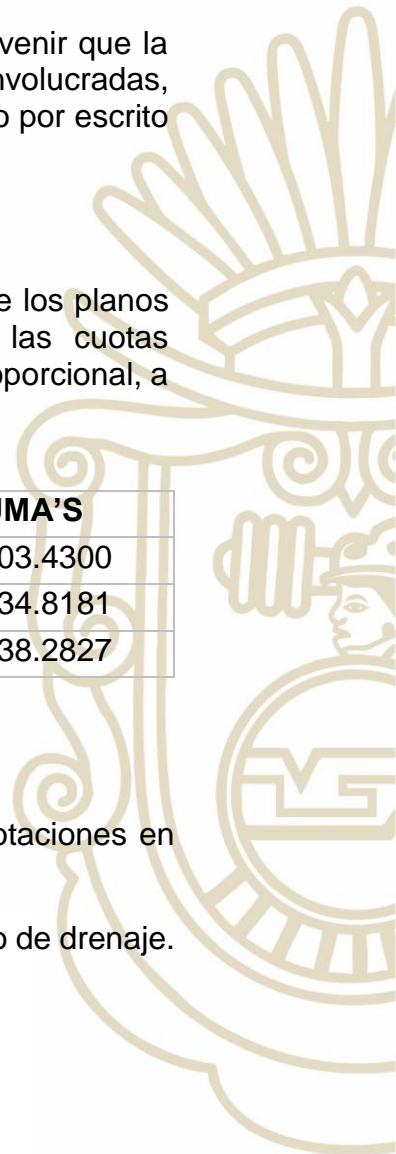 venir que la
nvolucradas,
o por escrito
e los planos
las cuotas
oporcional, a
UMA’S
03.4300
34.8181
38.2827
otaciones en
o de drenaje.